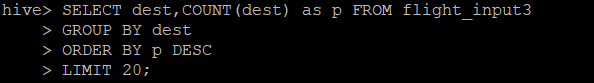 hive> SELECT dest,COUNT(dest) as p FROM flight_input3
    > GROUP BY dest
    > ORDER BY p DESC
    > LIMIT 20;